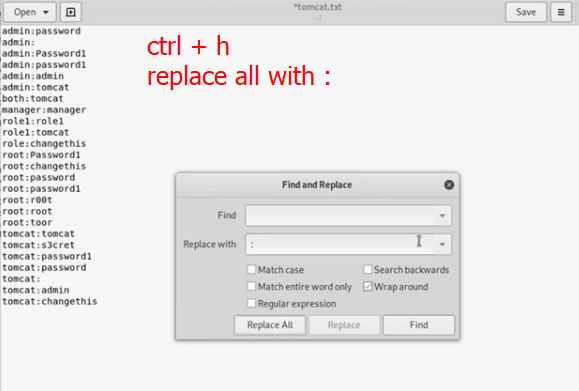 Open
*tomcat.txt
~/
Save
admin:password
admin:
admin:Password1
admin:password1
admin:admin
admin:tomcat
both:tomcat
manager:manager
role1:role1
role1:tomcat
role:changethis
root:Password1
root:changethis
root:password
root:password1
root:r00t
root:root
root:toor
tomcat:tomcat
tomcat:s3cret
tomcat:password1
tomcat:password
tomcat:
tomcat:admin
tomcat:changethis
ctrl + h
replace all with :
Find and Replace
Find
Replace with :
Match case Search backwards
Match entire word only Wrap around
Regular expression
Replace All Replace Find